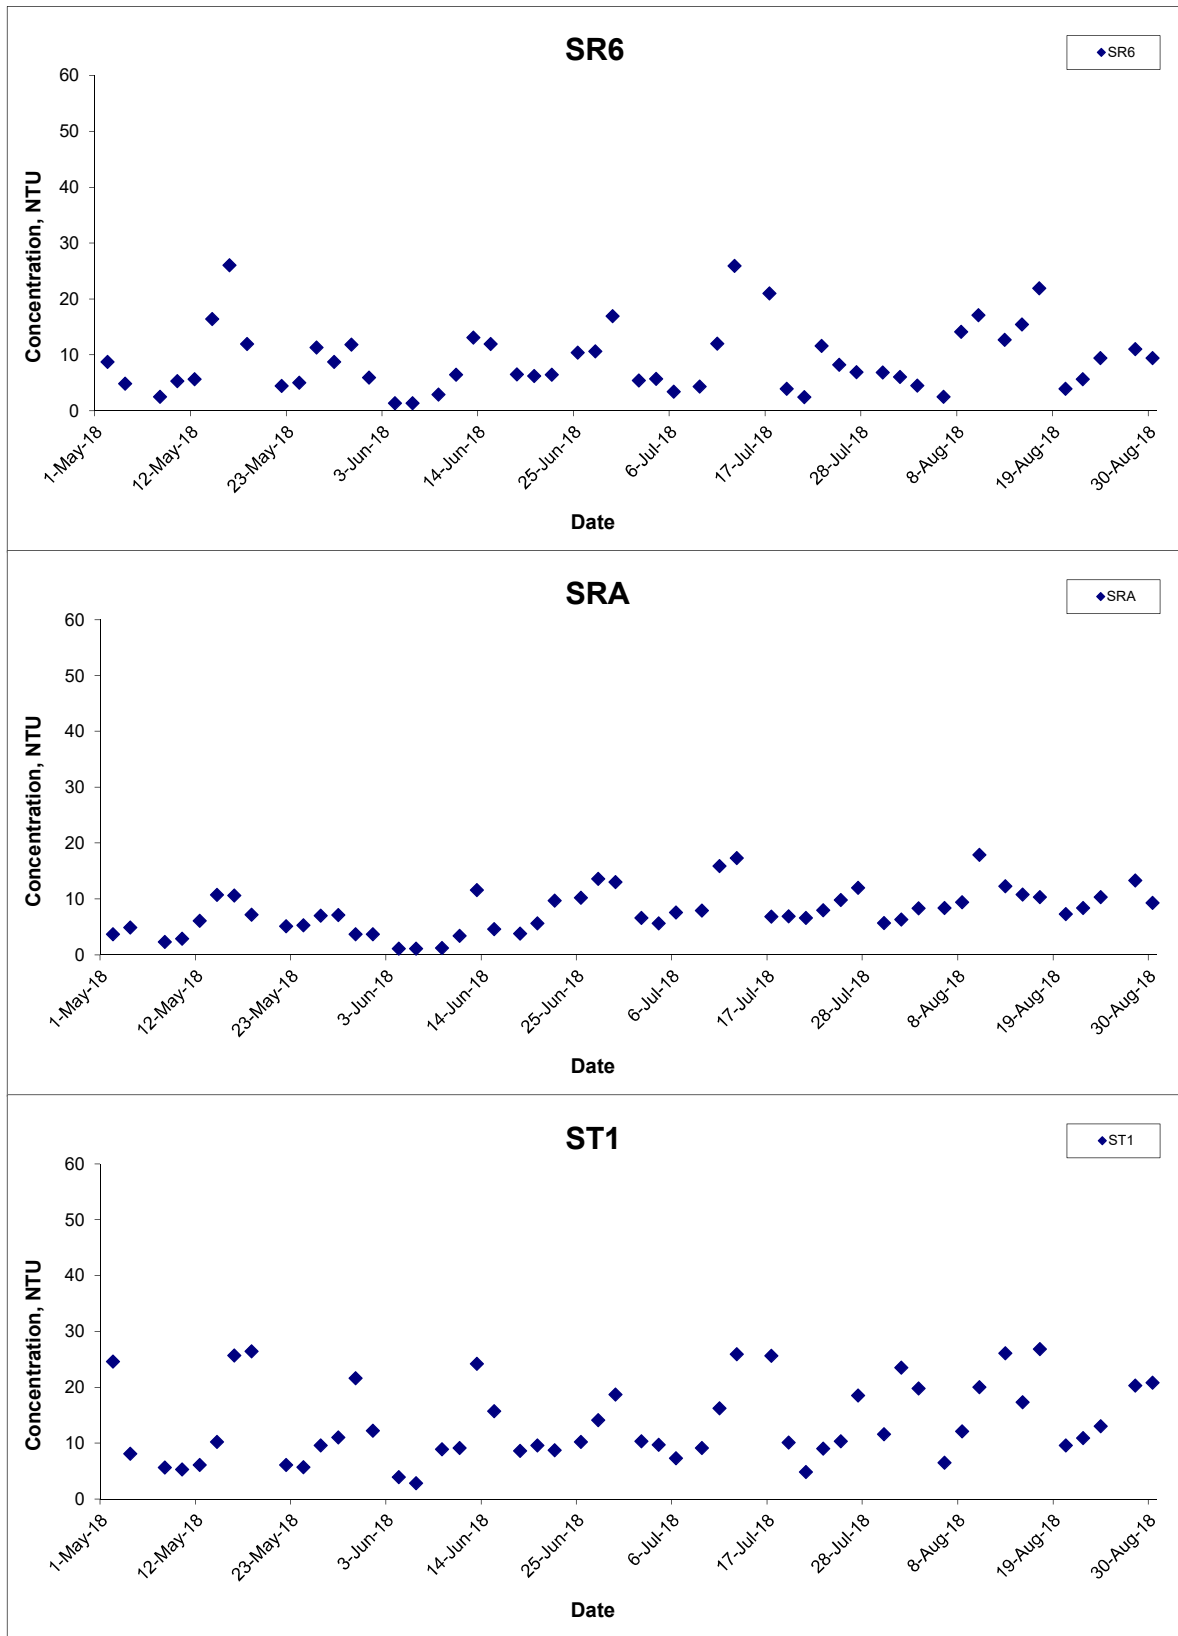 SR6
SR6
60
50
40
30
20
10
0
Concentration, NTU
1-May-18
12-May-18
23-May-18
3-Jun-18
14-Jun-18
25-Jun-18
6-Jul-18
17-Jul-18
28-Jul-18
8-Aug-18
19-Aug-18
30-Aug-18
Date
SRA
SRA
60
50
40
30
20
10
0
Concentration, NTU
1-May-18
12-May-18
23-May-18
3-Jun-18
14-Jun-18
25-Jun-18
6-Jul-18
17-Jul-18
28-Jul-18
8-Aug-18
19-Aug-18
30-Aug-18
Date
ST1
ST1
60
50
40
30
20
10
0
Concentration, NTU
1-May-18
12-May-18
23-May-18
3-Jun-18
14-Jun-18
25-Jun-18
6-Jul-18
17-Jul-18
28-Jul-18
8-Aug-18
19-Aug-18
30-Aug-18
Date